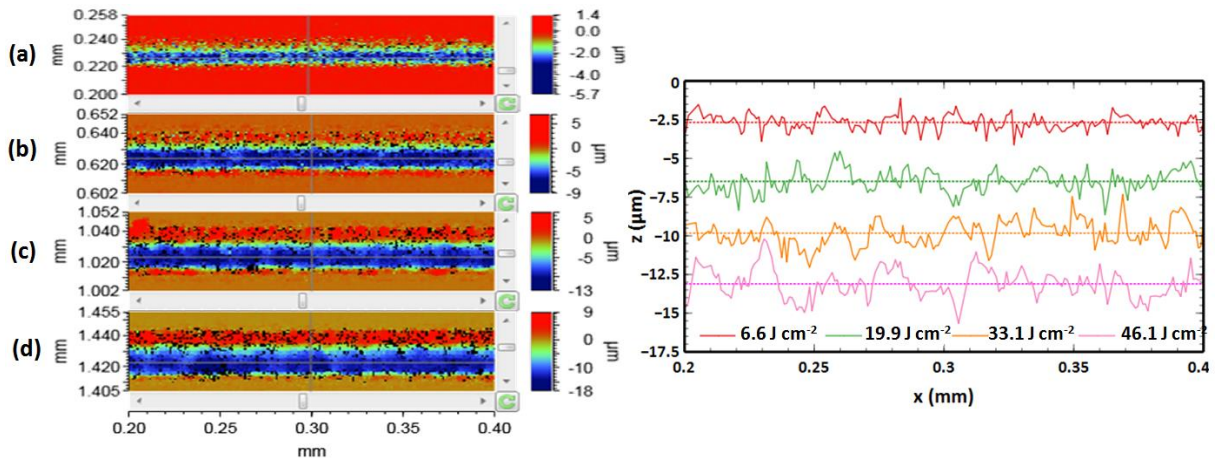 (a)
0.258
0.240
0.220
0.200
mm
1.4
0.0
-2.0
-4.0
-5.7
µm
(b)
0.652
0.640
0.620
0.602
mm
5
0
-5
-9
µm
(c)
1.052
1.040
1.020
1.002
mm
5
0
-5
-13
µm
(d)
1.455
1.440
1.420
1.405
mm
9
0
-10
-18
µm
0.20 0.25 0.30 0.35 0.40
mm
0
−2.5
−5
−7.5
−10
−12.5
−15
−17.5
z (µm)
6.6 J cm-2 19.9 J cm-2 33.1 J cm-2 46.1 J cm-2
0.2 0.25 0.3 0.35 0.4
x (mm)